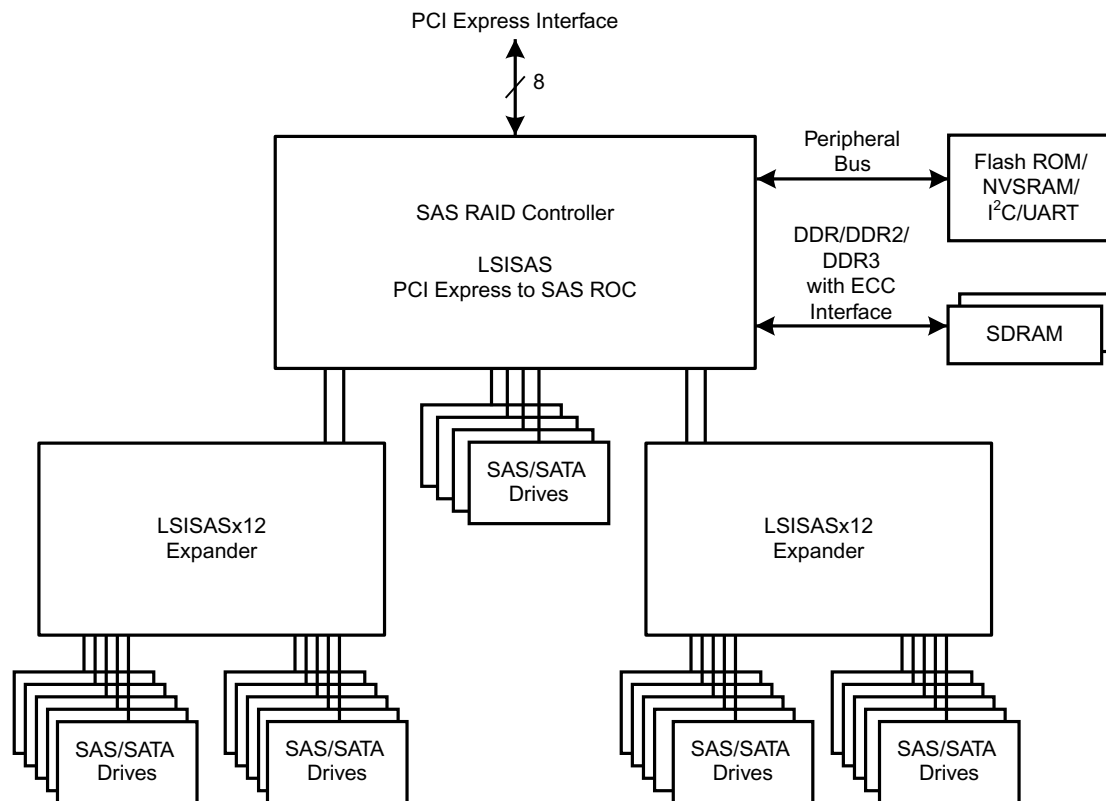 PCI Express Interface
8
SAS RAID Controller
LSISAS
PCI Express to SAS ROC
Peripheral
Bus
Flash ROM/
NVSRAM/
I²C/UART
DDR/DDR2/
DDR3
with ECC
Interface
SDRAM
SAS/SATA
Drives
LSISASx12
Expander
LSISASx12
Expander
SAS/SATA
Drives
SAS/SATA
Drives
SAS/SATA
Drives
SAS/SATA
Drives